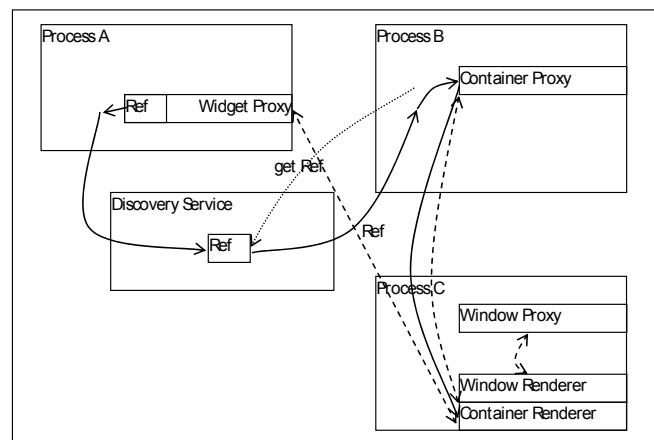 Process A
Process B
Container Proxy
Ref
Widget Proxy
get Ref
Discovery Service
Ref
Ref
Process C
Window Proxy
Window Renderer
Container Renderer